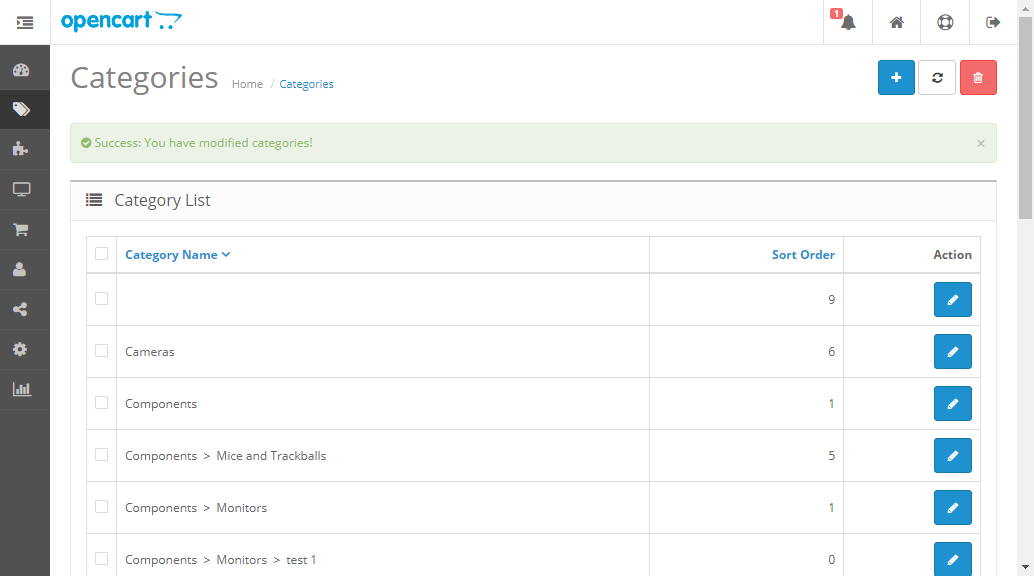 opencart
1
Categories Home / Categories
Success: You have modified categories! ×
Category List
Category Name Sort Order Action
9
Cameras 6
Components 1
Components > Mice and Trackballs 5
Components > Monitors 1
Components > Monitors > test 1 0